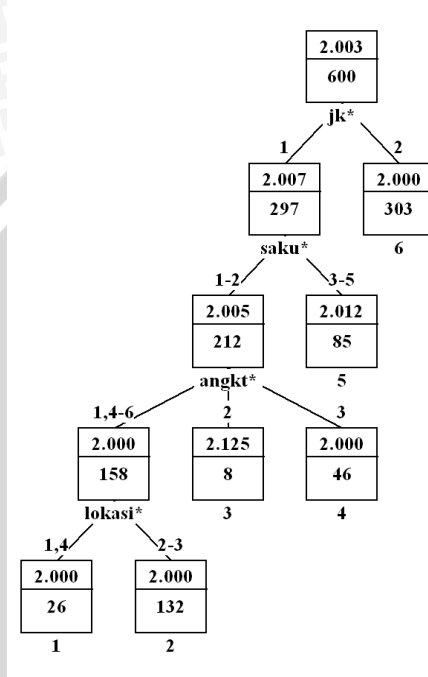 2.003
600
jk*
1 2
2.007 2.000
297 303
saku* 6
1-2 3-5
2.005 2.012
212 85
angkt* 5
1,4-6 2 3
2.000 2.125 2.000
158 8 46
lokasi* 3 4
1,4 2-3
2.000 2.000
26 132
1 2